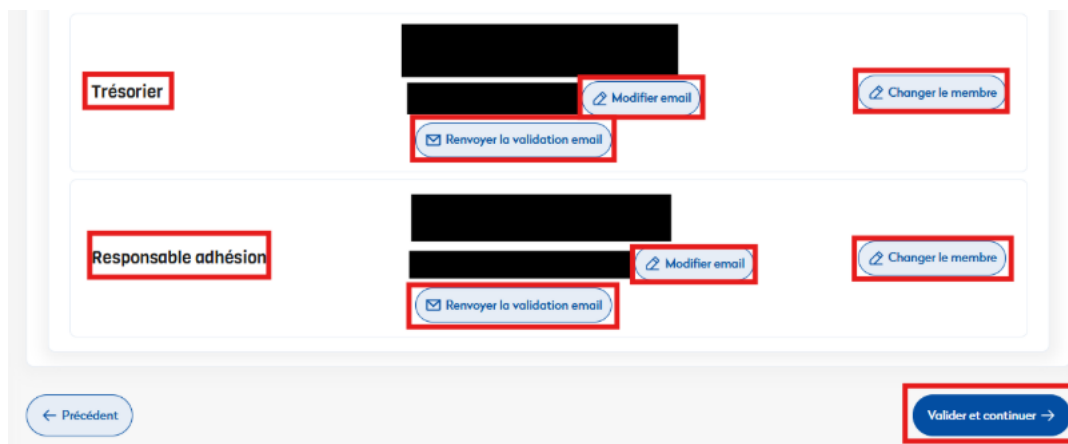 Trésorier
Modifier email
Changer le membre
Renvoyer la validation email
Responsable adhésion
Modifier email
Changer le membre
Renvoyer la validation email
← Précédent
Valider et continuer →